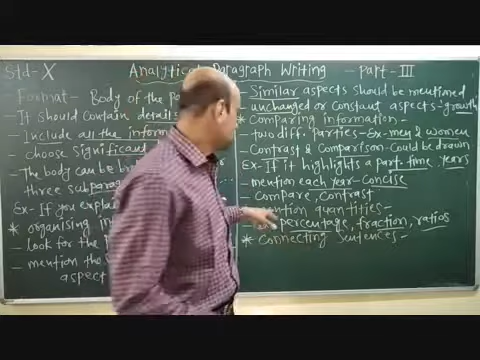 Std-X
Analytical Paragraph Writing - Part-III
Format- Body of the
- It should contain details
- Include all the inform
- choose significant
- The body can be
three sub parag
Ex- If you explain
* organising in
- look for the
- mention the
aspect
- Similar aspects should be mentioned
unchanged or constant aspects-growth
* Comparing information-
- two diff. Parties-Ex-men & women
- Contrast & Comparison could be drawn
Ex-If it highlights a part. time. years
- mention each year-concise
- compare, contrast
quantities-
percentage, fraction, ratios
* Connecting Sentences-